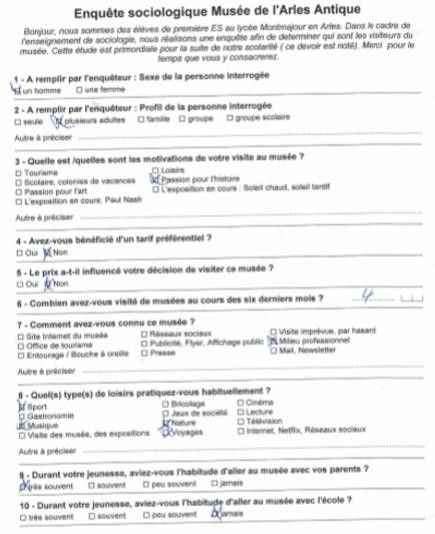 Enquête sociologique Musée de l'Arles Antique
Bonjour, nous sommes des élèves de première ES au lycée Montmajour en Arles. Dans le cadre de
l'enseignement de sociologie, nous réalisons une enquête afin de determiner qui sont les visiteurs du
musée. Cette étude est primordiale pour la suite de notre scolarité ( ce devoir est noté). Merci pour le
temps que vous y consacrerez.
1 - A remplir par l'enquêteur : Sexe de la personne interrogée
☒ un homme ☐ une femme
2 - A remplir par l'enquêteur : Profil de la personne interrogée
☐ seule ☒ plusieurs adultes ☐ famille ☐ groupe ☐ groupe scolaire
Autre à préciser
3 - Quelle est /quelles sont les motivations de votre visite au musée ?
☐ Tourisme ☐ Loisirs
☐ Scolaire, colonies de vacances ☒ Passion pour l'histoire
☐ Passion pour l'art ☐ L'exposition en cours : Soleil chaud, soleil tardif
☐ L'exposition en cours: Paul Nash
Autre à préciser
4 - Avez-vous bénéficié d'un tarif préférentiel ?
☐ Oui ☒ Non
5 - Le prix a-t-il influencé votre décision de visiter ce musée ?
☐ Oui ☒ Non
6 - Combien avez-vous visité de musées au cours des six derniers mois ? 4
7 - Comment avez-vous connu ce musée ?
☐ Site Internet du musée ☐ Réseaux sociaux ☐ Visite imprévue, par hasard
☐ Office de tourisme ☐ Publicité, Flyer, Affichage public ☒ Milieu professionnel
☐ Entourage / Bouche à oreille ☐ Presse ☐ Mail, Newsletter
Autre à préciser
8 - Quel(s) type(s) de loisirs pratiquez-vous habituellement ?
☒ Sport ☐ Bricolage ☐ Cinéma
☐ Gastronomie ☐ Jeux de société ☐ Lecture
☒ Musique ☒ Nature ☐ Télévision
☐ Visite des musée, des expositions ☒ Voyages ☐ Internet, Netflix, Réseaux sociaux
Autre à préciser
9 - Durant votre jeunesse, aviez-vous l'habitude d'aller au musée avec vos parents ?
☒ très souvent ☐ souvent ☐ peu souvent ☐ jamais
10 - Durant votre jeunesse, aviez-vous l'habitude d'aller au musée avec l'école ?
☐ très souvent ☐ souvent ☐ peu souvent ☒ jamais